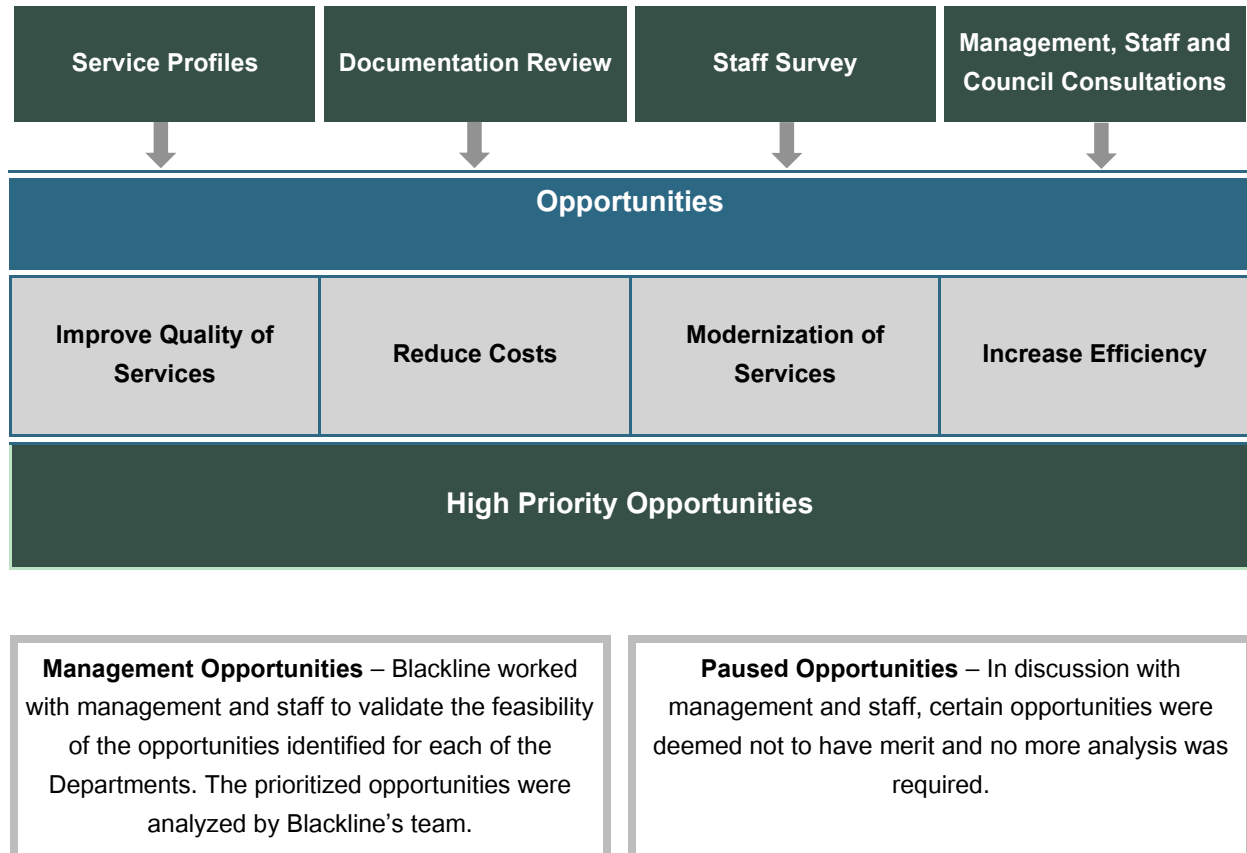 Service Profiles
Documentation Review
Staff Survey
Management, Staff and
Council Consultations
Opportunities
Improve Quality of
Services
Reduce Costs
Modernization of
Services
Increase Efficiency
High Priority Opportunities
Management Opportunities – Blackline worked
with management and staff to validate the feasibility
of the opportunities identified for each of the
Departments. The prioritized opportunities were
analyzed by Blackline’s team.
Paused Opportunities – In discussion with
management and staff, certain opportunities were
deemed not to have merit and no more analysis was
required.